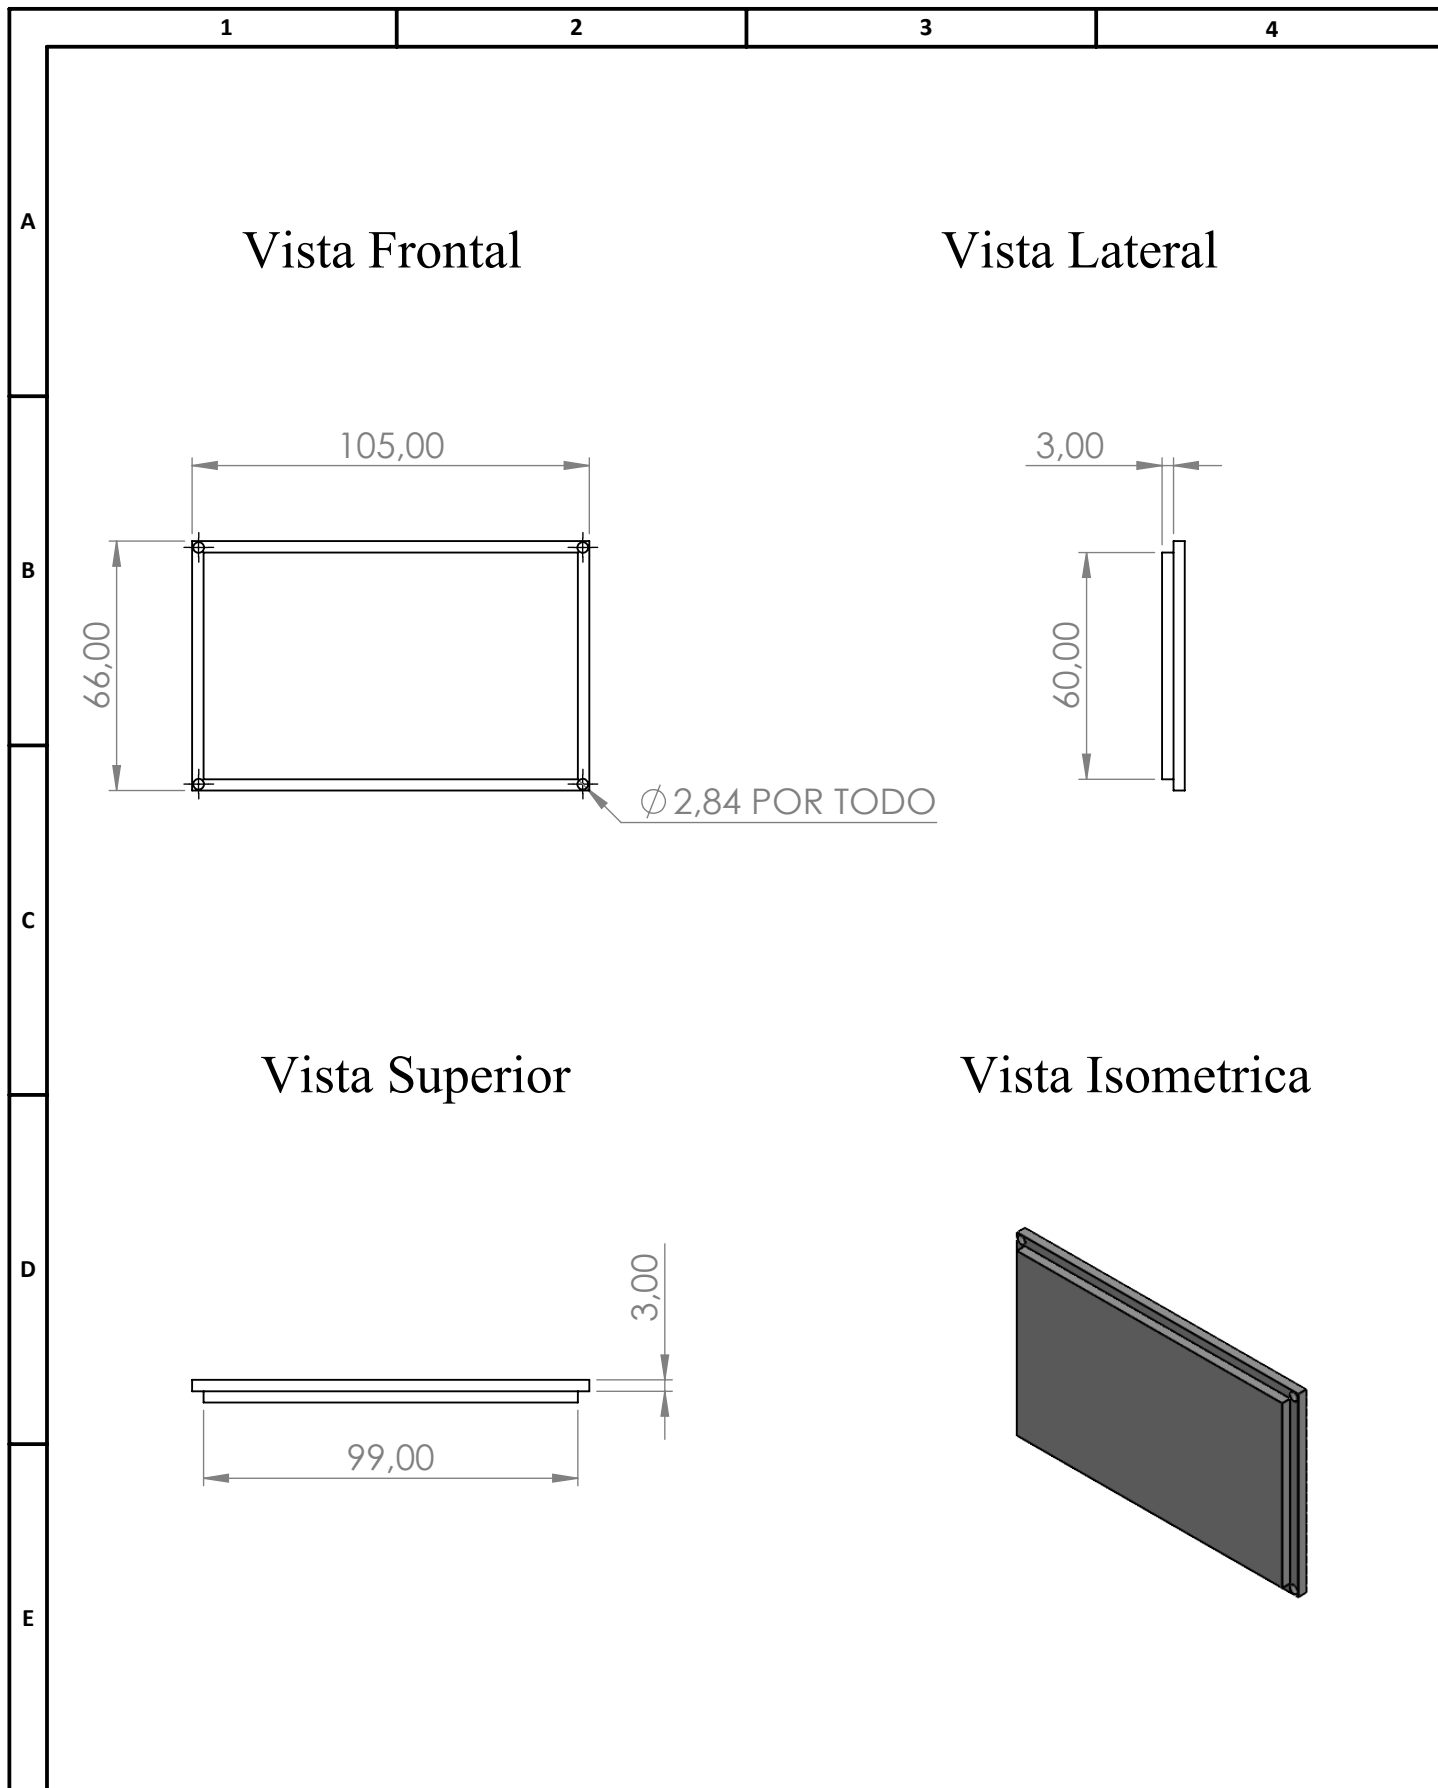 1
2
3
4
A
Vista Frontal
Vista Lateral
105,00
3,00
B
66,00
60,00
⌀ 2,84 POR TODO
C
Vista Superior
Vista Isometrica
D
3,00
99,00
E